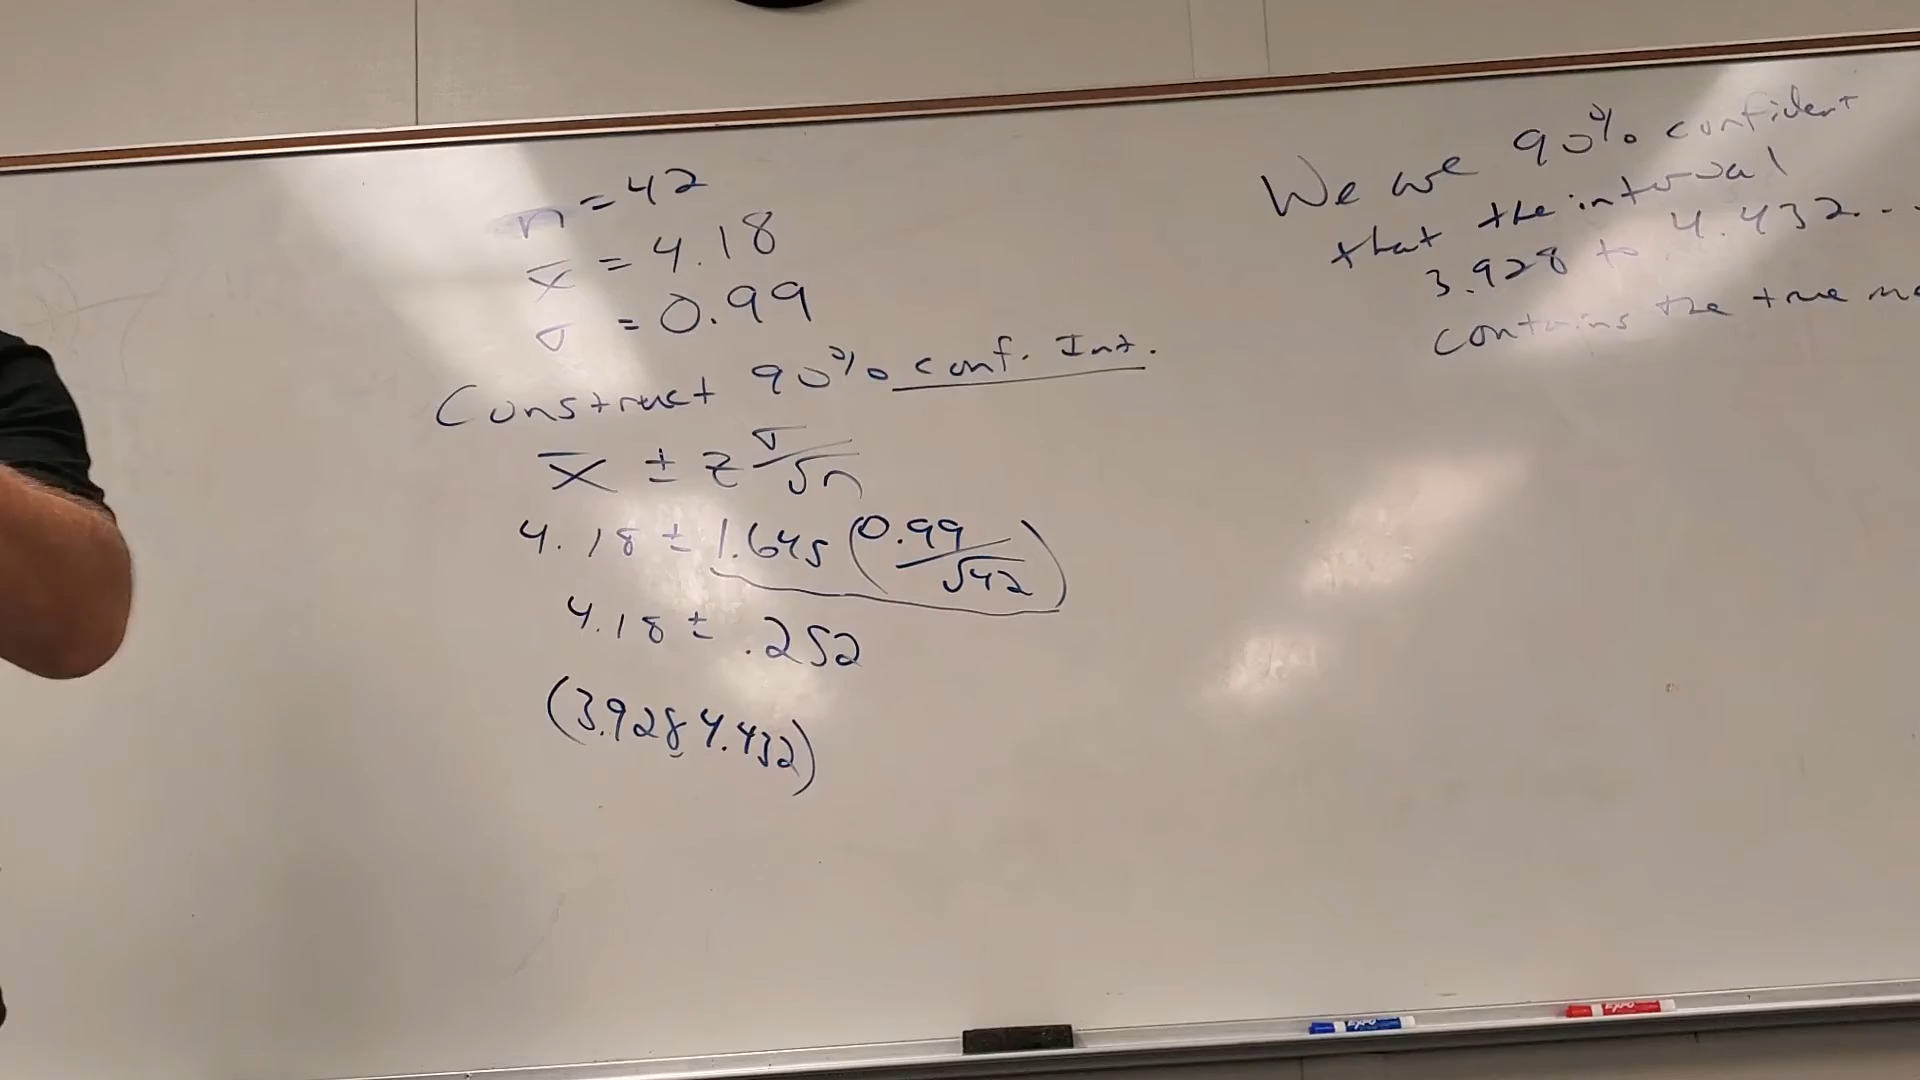 n = 42
x̄ = 4.18
σ = 0.99
Construct 90% conf. Int.
x̄ ± z σ/√n
4.18 ± 1.645 (0.99/√42)
4.18 ± .252
(3.928 4.432)
We are 90% confident
that the interval
3.928 to 4.432...
contains the true
EXPO
EXPO